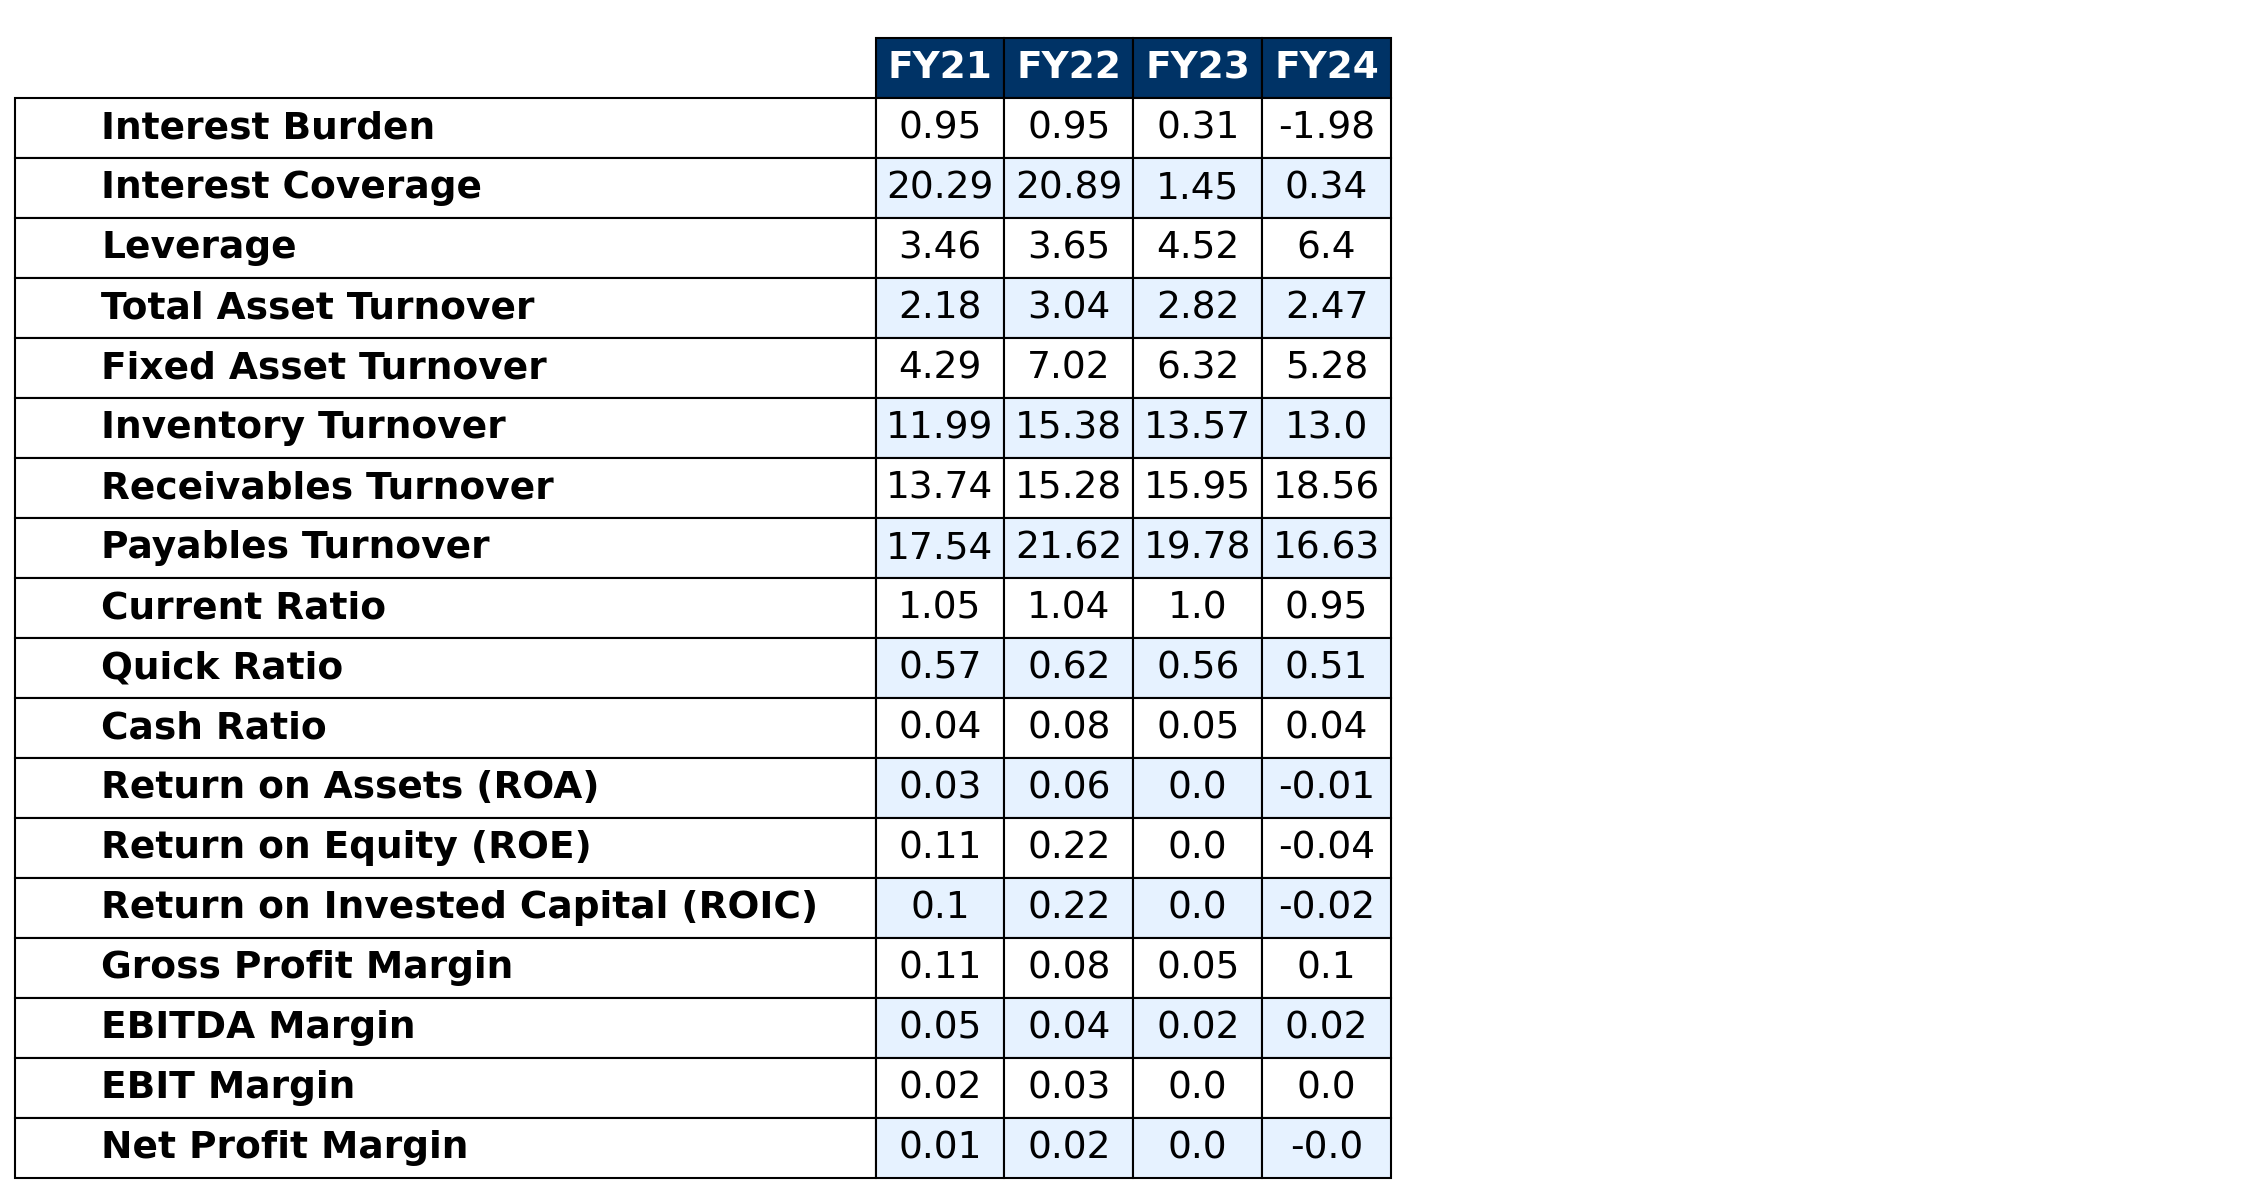 FY21 FY22 FY23 FY24
Interest Burden 0.95 0.95 0.31 -1.98
Interest Coverage 20.29 20.89 1.45 0.34
Leverage 3.46 3.65 4.52 6.4
Total Asset Turnover 2.18 3.04 2.82 2.47
Fixed Asset Turnover 4.29 7.02 6.32 5.28
Inventory Turnover 11.99 15.38 13.57 13.0
Receivables Turnover 13.74 15.28 15.95 18.56
Payables Turnover 17.54 21.62 19.78 16.63
Current Ratio 1.05 1.04 1.0 0.95
Quick Ratio 0.57 0.62 0.56 0.51
Cash Ratio 0.04 0.08 0.05 0.04
Return on Assets (ROA) 0.03 0.06 0.0 -0.01
Return on Equity (ROE) 0.11 0.22 0.0 -0.04
Return on Invested Capital (ROIC) 0.1 0.22 0.0 -0.02
Gross Profit Margin 0.11 0.08 0.05 0.1
EBITDA Margin 0.05 0.04 0.02 0.02
EBIT Margin 0.02 0.03 0.0 0.0
Net Profit Margin 0.01 0.02 0.0 -0.0